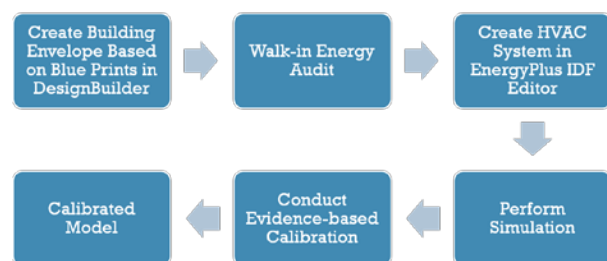 Create Building
Envelope Based
on Blue Prints in
DesignBuilder
Walk-in Energy
Audit
Create HVAC
System in
EnergyPlus IDF
Editor
Perform
Simulation
Conduct
Evidence-based
Calibration
Calibrated
Model